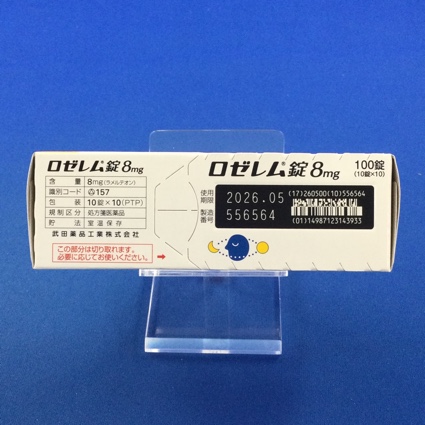 ロゼレム®錠8mg
含 量 8mg(ラメルテオン)
識別コード 157
包 装 10錠×10(PTP)
規制区分 処方箋医薬品
貯 法 室温保存
武田薬品工業株式会社
この部分は切り取れます。
必要に応じてお使いください。
→
ロゼレム®錠8mg
100錠
(10錠×10)
使用期限 2026.05
製造番号 556564
(17)260500(10)556564
(01)14987123143933